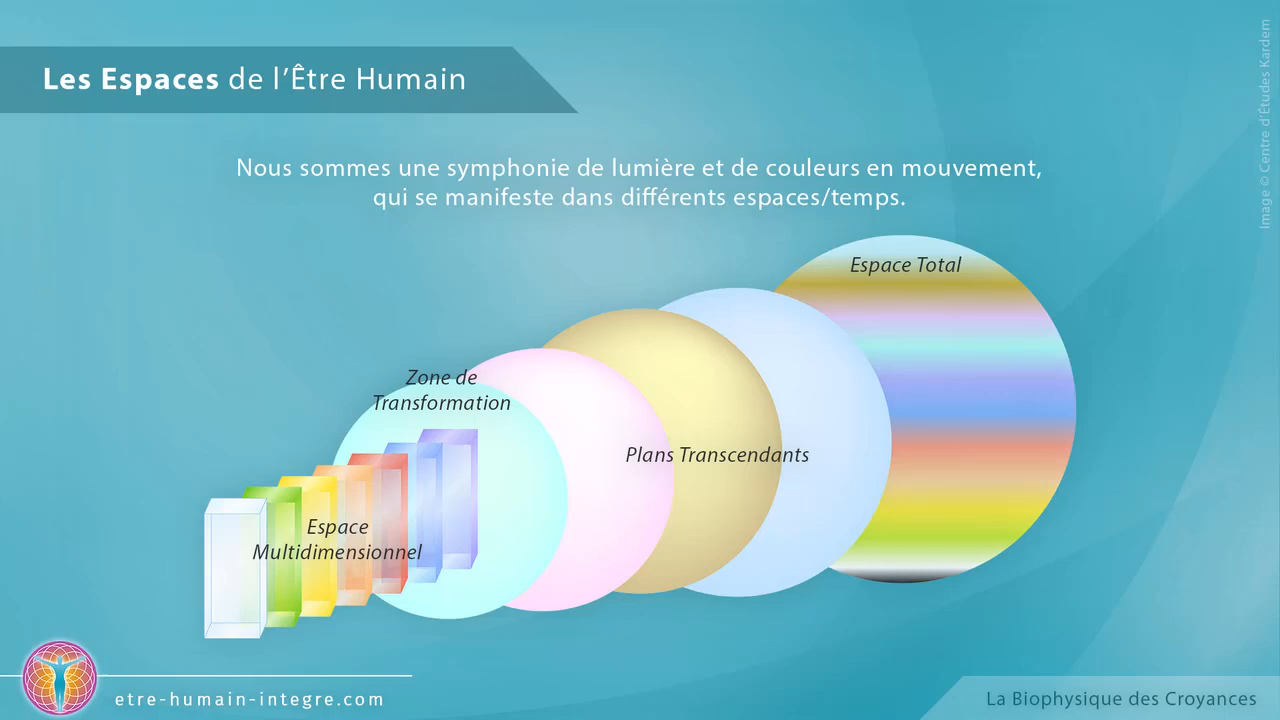 Les Espaces de l’Être Humain
Nous sommes une symphonie de lumière et de couleurs en mouvement,
qui se manifeste dans différents espaces/temps.
Espace Total
Zone de
Transformation
Plans Transcendants
Espace
Multidimensionnel
etre-humain-integre.com
La Biophysique des Croyances
Image © Centre d'Études Kardem